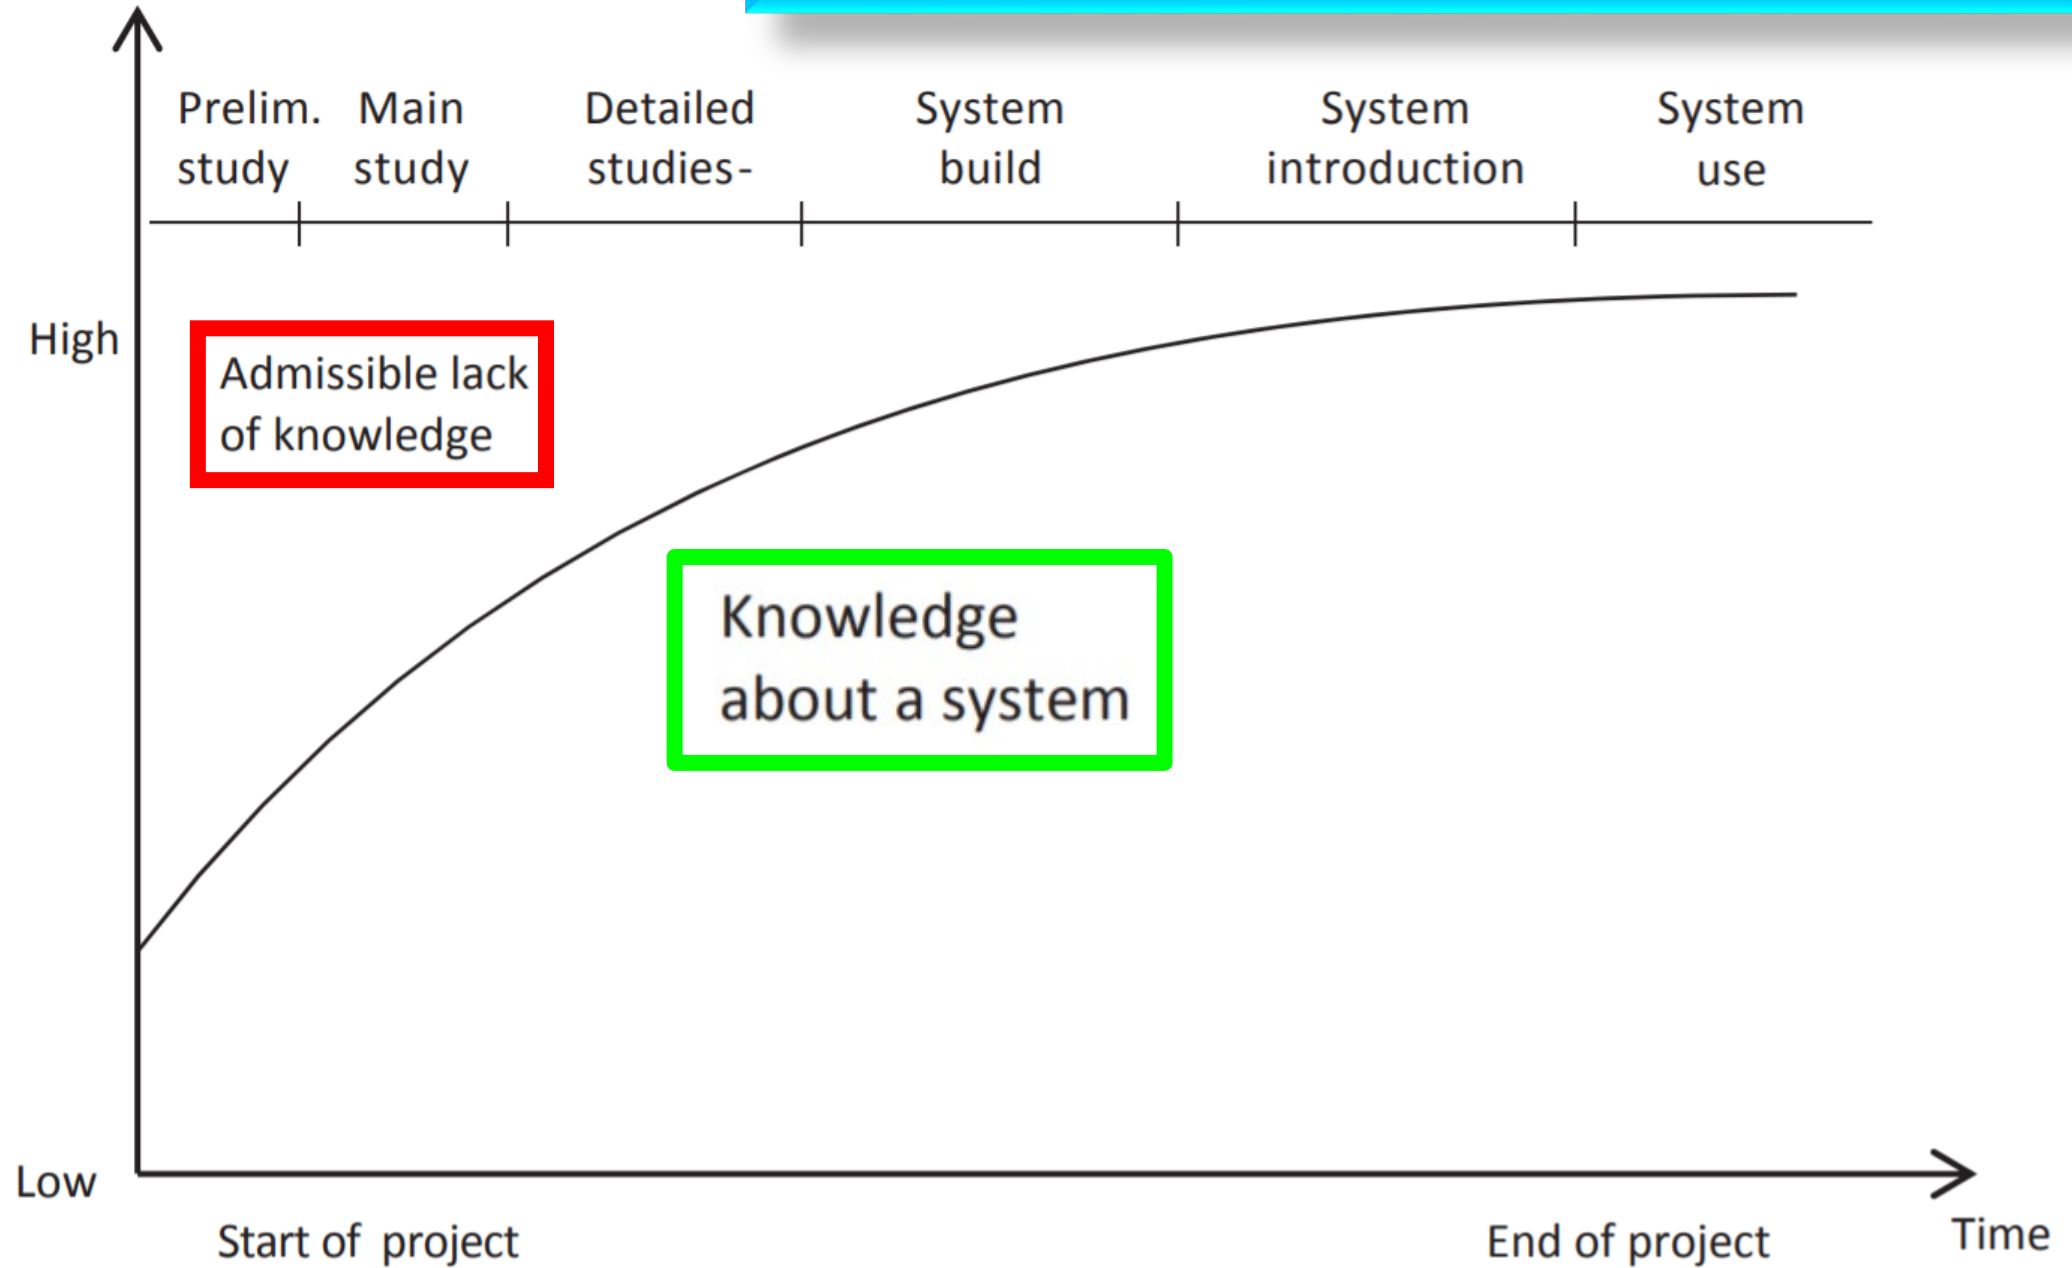 Prelim.
study
Main
study
Detailed
studies-
System
build
System
introduction
System
use
High
Admissible lack
of knowledge
Knowledge
about a system
Low
Start of project
End of project
Time